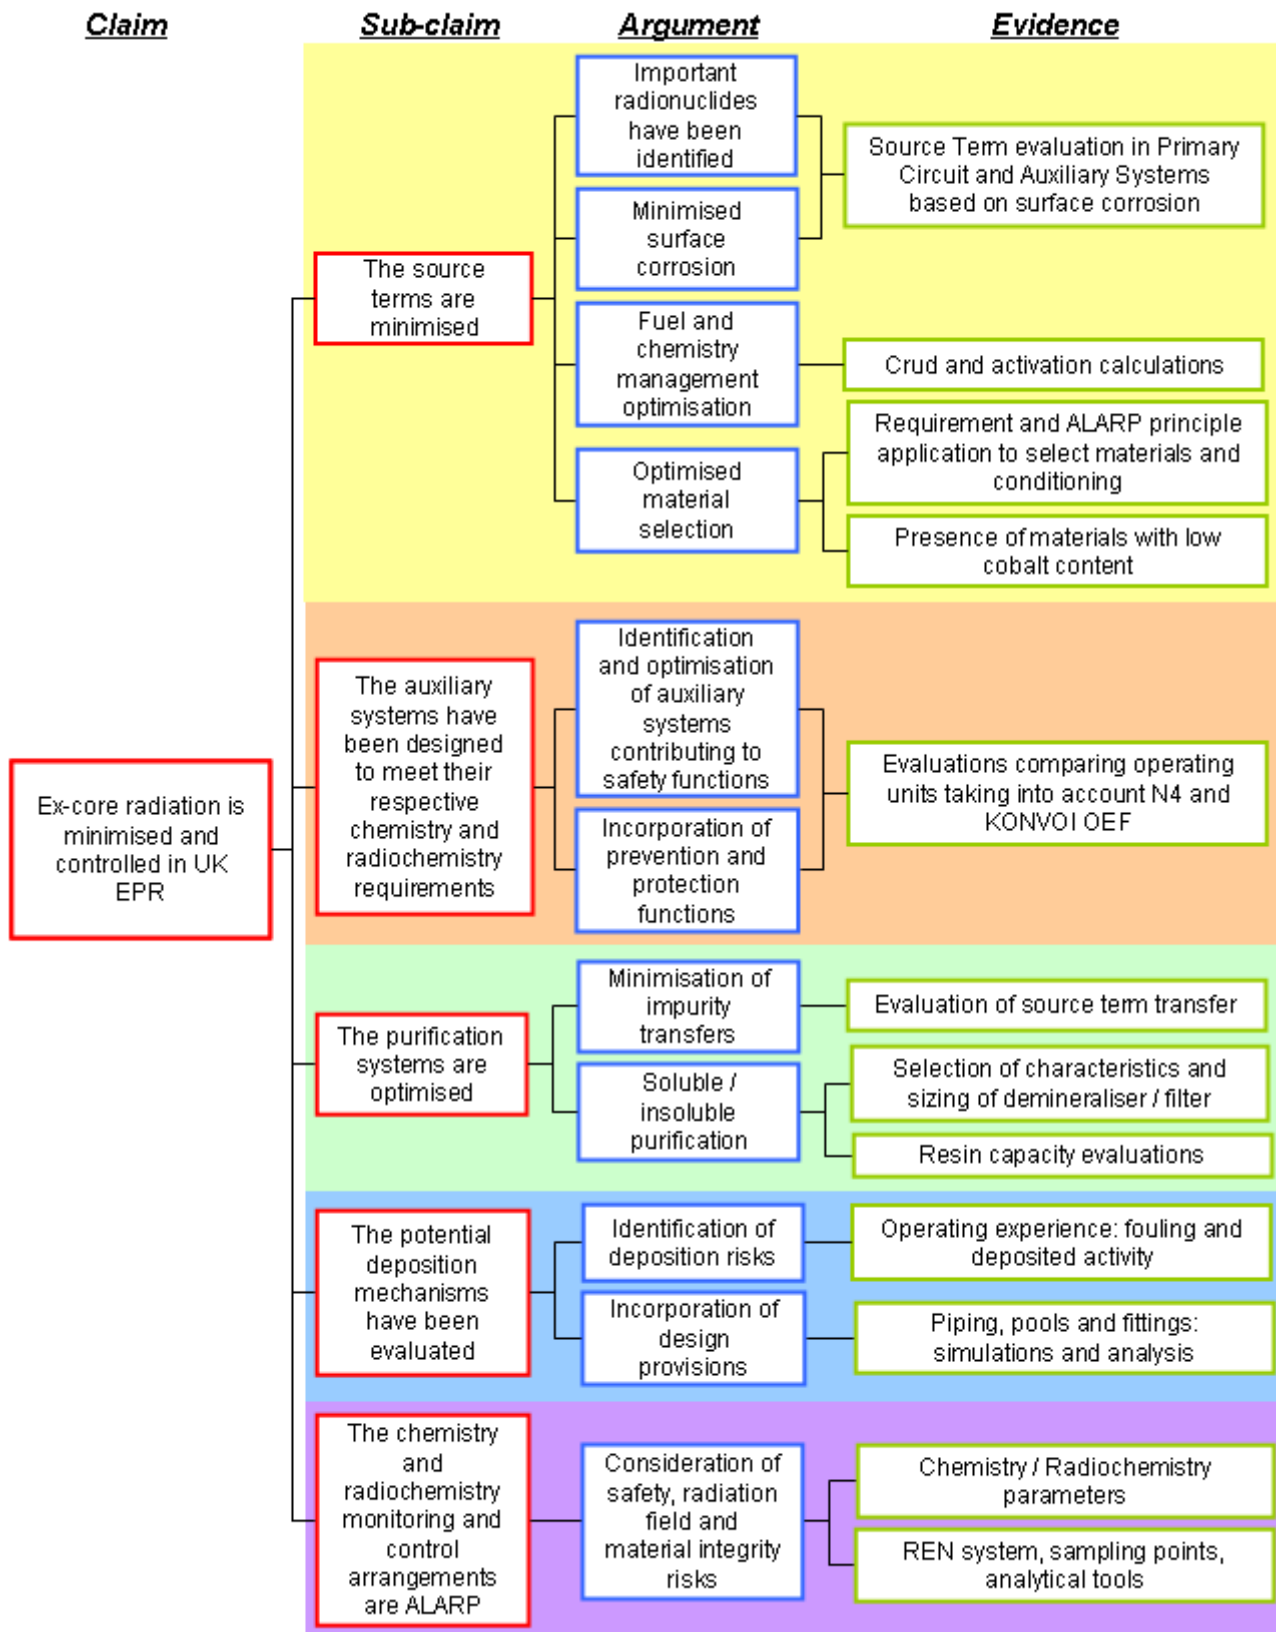 Claim
Sub-claim
Argument
Evidence
Ex-core radiation is
minimised and
controlled in UK
EPR
The source
terms are
minimised
Important
radionuclides
have been
identified
Minimised
surface
corrosion
Source Term evaluation in Primary
Circuit and Auxiliary Systems
based on surface corrosion
Fuel and
chemistry
management
optimisation
Crud and activation calculations
Optimised
material
selection
Requirement and ALARP principle
application to select materials and
conditioning
Presence of materials with low
cobalt content
The auxiliary
systems have
been designed
to meet their
respective
chemistry and
radiochemistry
requirements
Identification
and optimisation
of auxiliary
systems
contributing to
safety functions
Incorporation of
prevention and
protection
functions
Evaluations comparing operating
units taking into account N4 and
KONVOI OEF
The purification
systems are
optimised
Minimisation of
impurity
transfers
Evaluation of source term transfer
Soluble /
insoluble
purification
Selection of characteristics and
sizing of demineraliser / filter
Resin capacity evaluations
The potential
deposition
mechanisms
have been
evaluated
Identification of
deposition risks
Operating experience: fouling and
deposited activity
Incorporation of
design
provisions
Piping, pools and fittings:
simulations and analysis
The chemistry
and
radiochemistry
monitoring and
control
arrangements
are ALARP
Consideration of
safety, radiation
field and
material integrity
risks
Chemistry / Radiochemistry
parameters
REN system, sampling points,
analytical tools